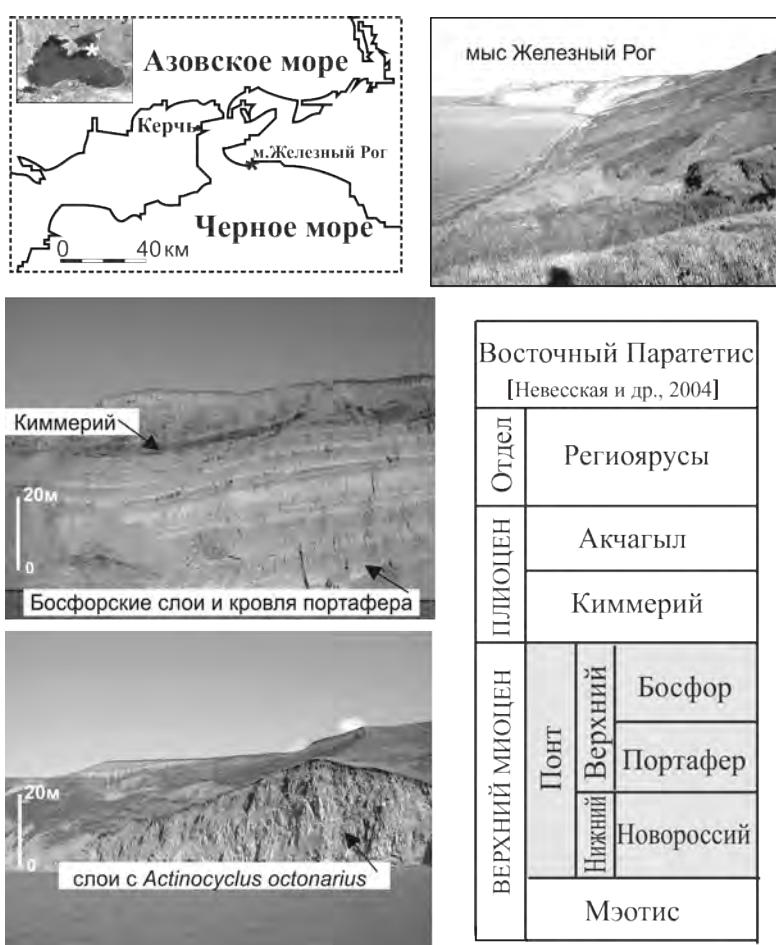 Азовское море
Керчь
м.Железный Рог
Черное море
0 40 км
мыс Железный Рог
Киммерий
20м
0
Босфорские слои и кровля портафера
20м
0
слои с Actinocyclus octonarius
Восточный Паратетис
[Невесская и др., 2004]
Отдел
Региоярусы
ПЛИОЦЕН
Акчагыл
Киммерий
ВЕРХНИЙ МИОЦЕН
Понт
Верхний
Босфор
Портафер
Нижний
Новороссий
Мэотис